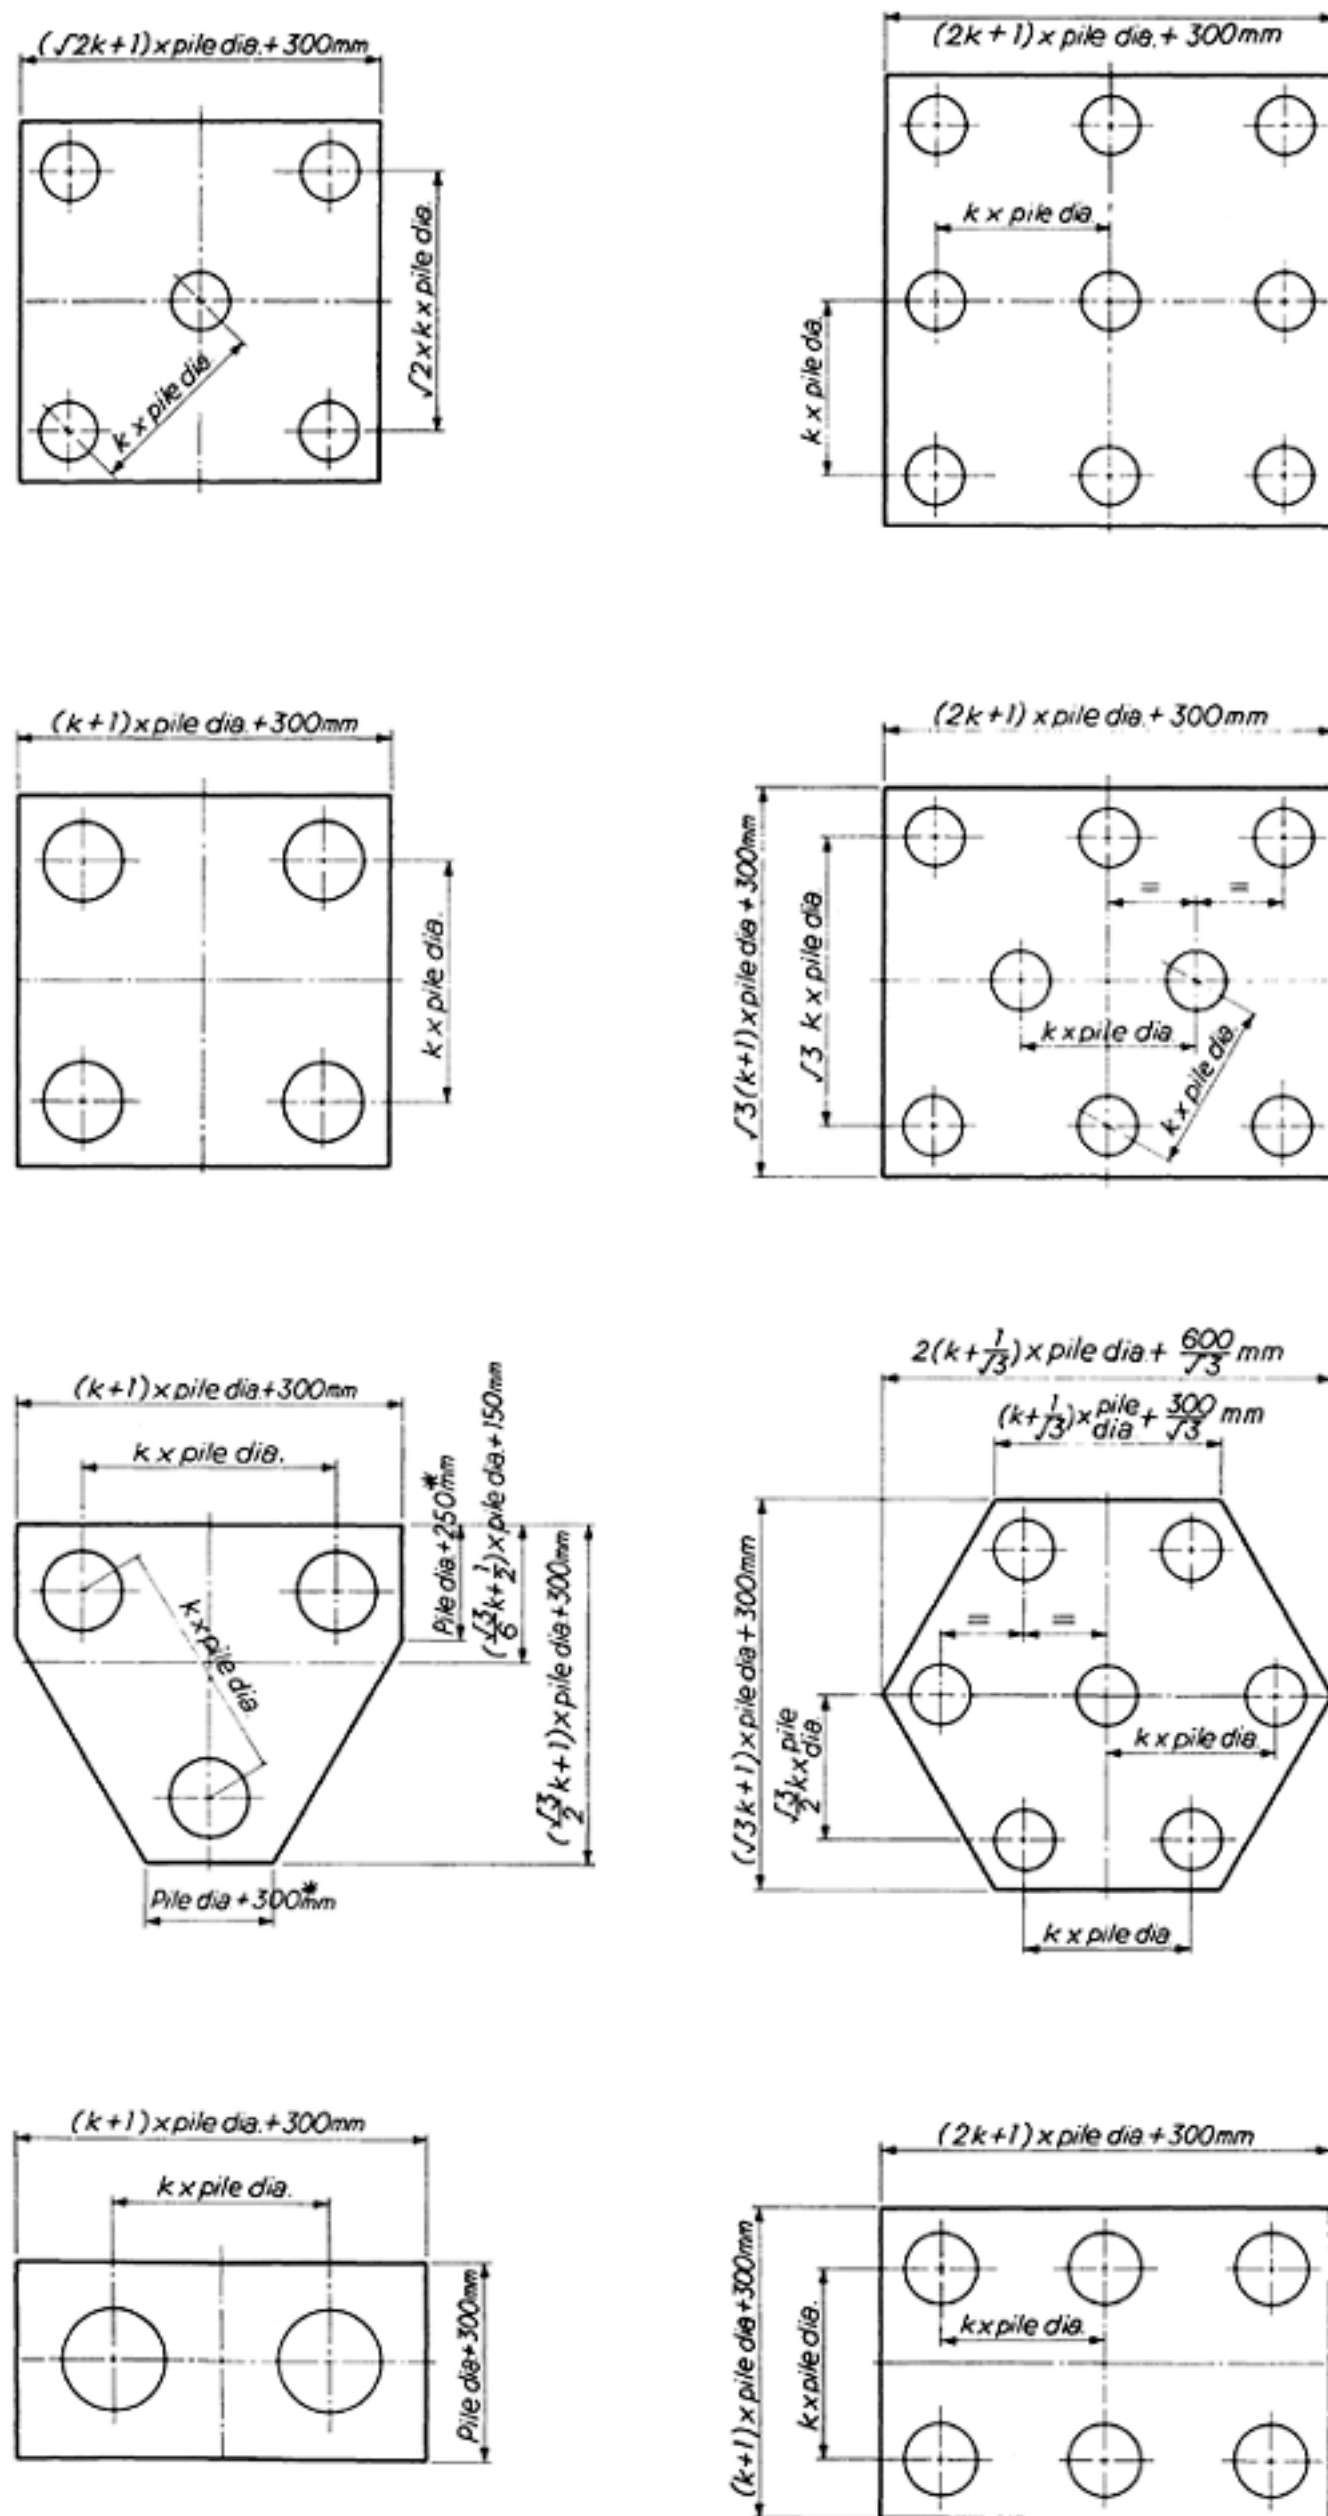 (√2k+1)×pile dia.+300mm
√2×k×pile dia.
k×pile dia.
(2k+1)×pile dia.+300mm
k×pile dia.
k×pile da.
(k+1)×pile dia.+300mm
k×pile dia.
(2k+1)×pile dia.+300mm
√3(k+1)×pile dia+300mm
√3 k×pile dia
= =
k×pile dia.
k×pile dia.
(k+1)×pile dia+300mm
k×pile dia.
k×pile dia
Pile dia+250*mm
(√3/6 k+1/2)×pile dia.+150mm
(√3/2 k+1)×pile dia+300mm
Pile dia+300*mm
2(k+1/√3)×pile dia+ 600/√3 mm
(k+1/√3)×pile dia+ 300/√3 mm
(√3k+1)×pile dia+300mm
= =
√3/2 k×pile dia.
k×pile dia.
k×pile dia
(k+1)×pile dia.+300mm
k×pile dia.
Pile dia+300mm
(2k+1)×pile dia+300mm
(k+1)×pile dia+300mm
k×pile dia.
k×pile dia.